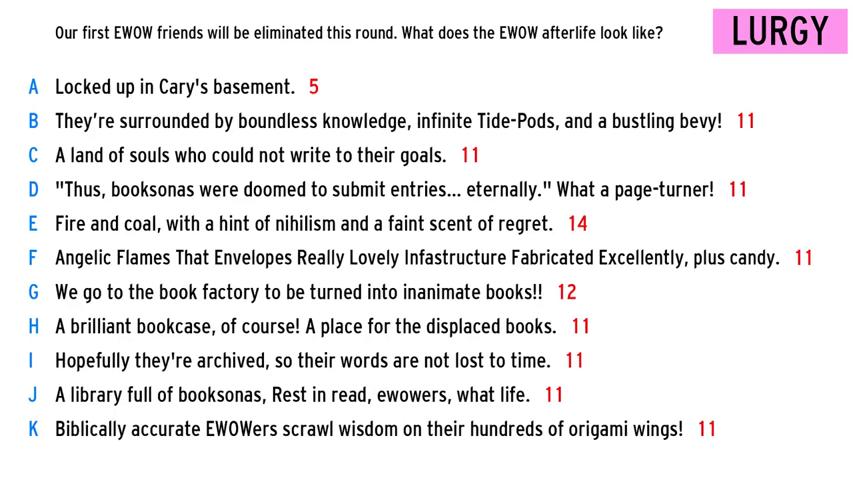 Our first EWOW friends will be eliminated this round. What does the EWOW afterlife look like?
LURGY
A Locked up in Cary's basement. 5
B They're surrounded by boundless knowledge, infinite Tide-Pods, and a bustling bevy! 11
C A land of souls who could not write to their goals. 11
D "Thus, booksonas were doomed to submit entries... eternally." What a page-turner! 11
E Fire and coal, with a hint of nihilism and a faint scent of regret. 14
F Angelic Flames That Envelopes Really Lovely Infastructure Fabricated Excellently, plus candy. 11
G We go to the book factory to be turned into inanimate books!! 12
H A brilliant bookcase, of course! A place for the displaced books. 11
I Hopefully they're archived, so their words are not lost to time. 11
J A library full of booksonas, Rest in read, ewowers, what life. 11
K Biblically accurate EWOWers scrawl wisdom on their hundreds of origami wings! 11